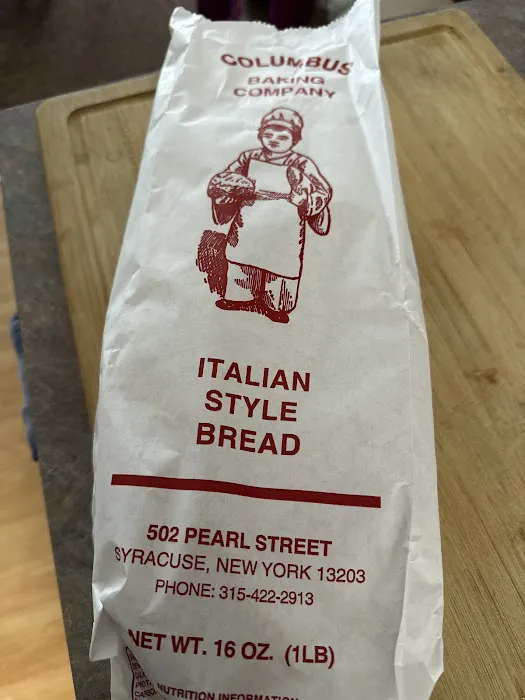 COLUMBUS
BAKING
COMPANY
ITALIAN
STYLE
BREAD
502 PEARL STREET
SYRACUSE, NEW YORK 13203
PHONE: 315-422-2913
NET WT. 16 OZ. (1LB)
NUTRITION INFORMATION